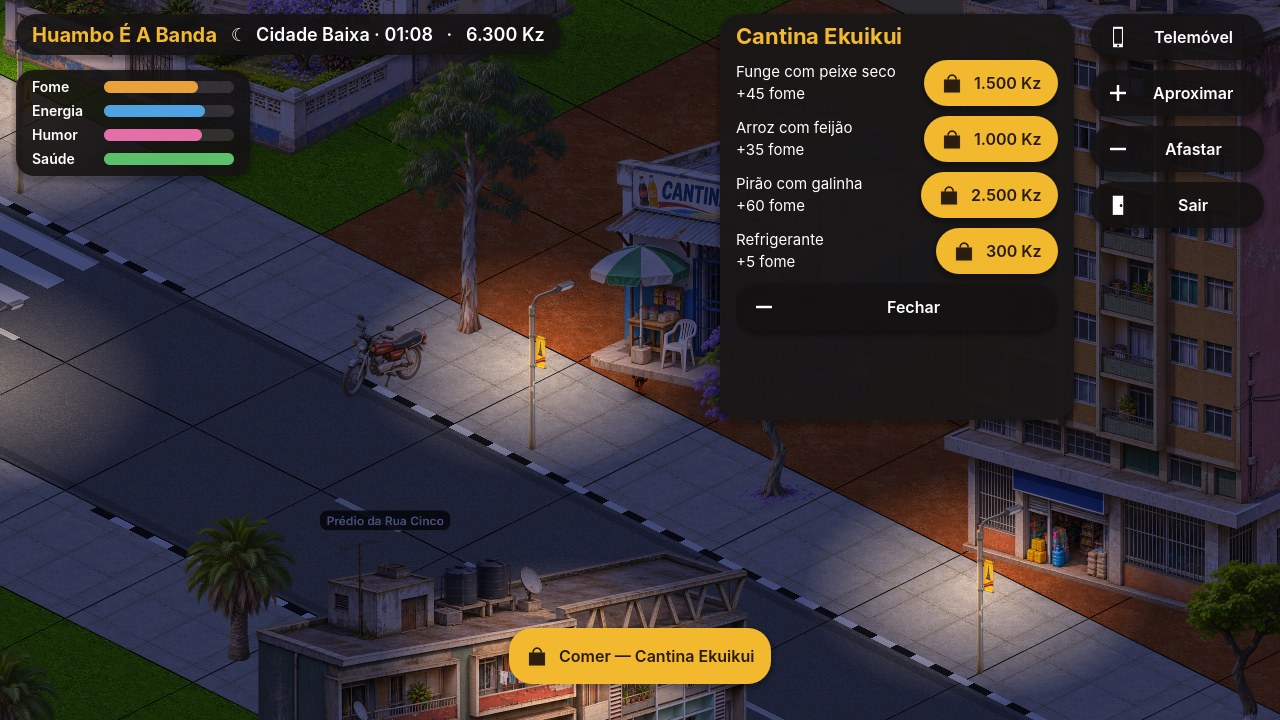 Huambo É A Banda
Cidade Baixa · 01:08 · 6.300 Kz
Fome
Energia
Humor
Saúde
Cantina Ekuikui
Funge com peixe seco
+45 fome
1.500 Kz
Arroz com feijão
+35 fome
1.000 Kz
Pirão com galinha
+60 fome
2.500 Kz
Refrigerante
+5 fome
300 Kz
Fechar
Telemóvel
Aproximar
Afastar
Sair
Prédio da Rua Cinco
Comer — Cantina Ekuikui